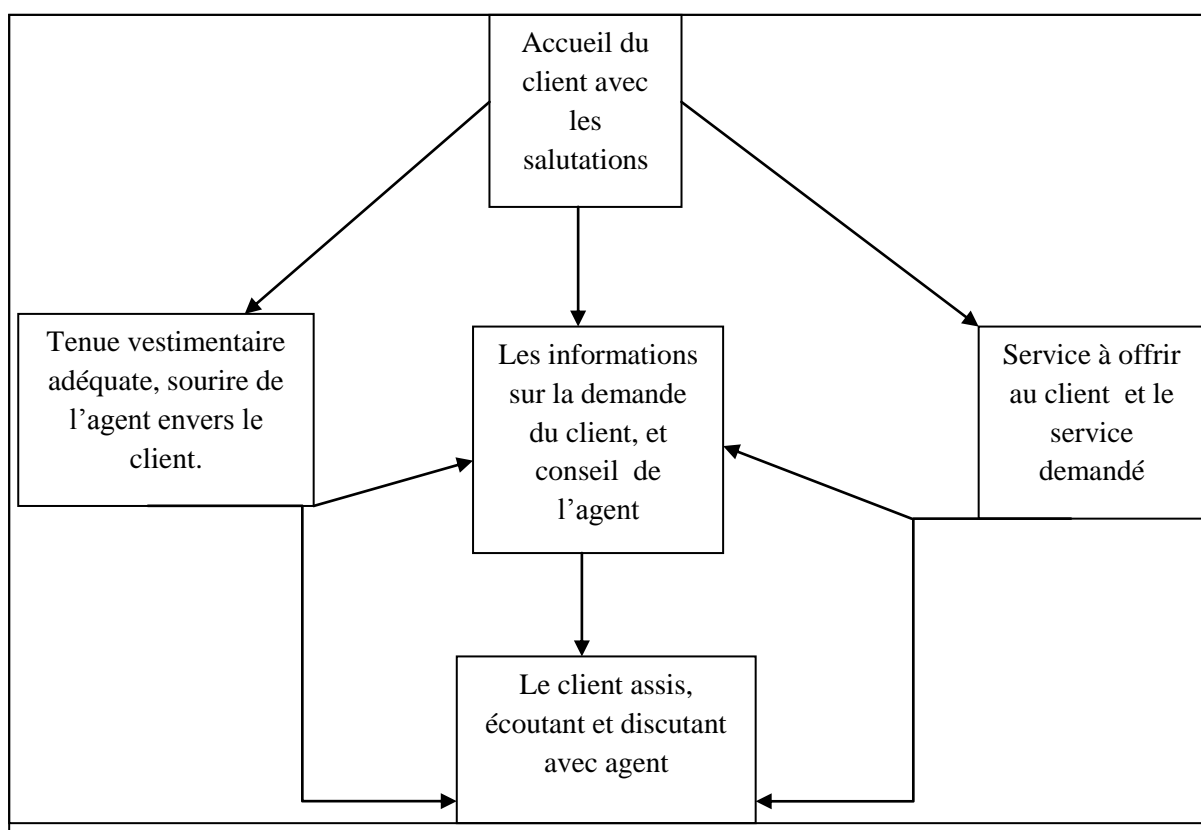 Accueil du
client avec
les
salutations
Tenue vestimentaire
adéquate, sourire de
l’agent envers le
client.
Les informations
sur la demande
du client, et
conseil de
l’agent
Service à offrir
au client et le
service
demandé
Le client assis,
écoutant et discutant
avec agent